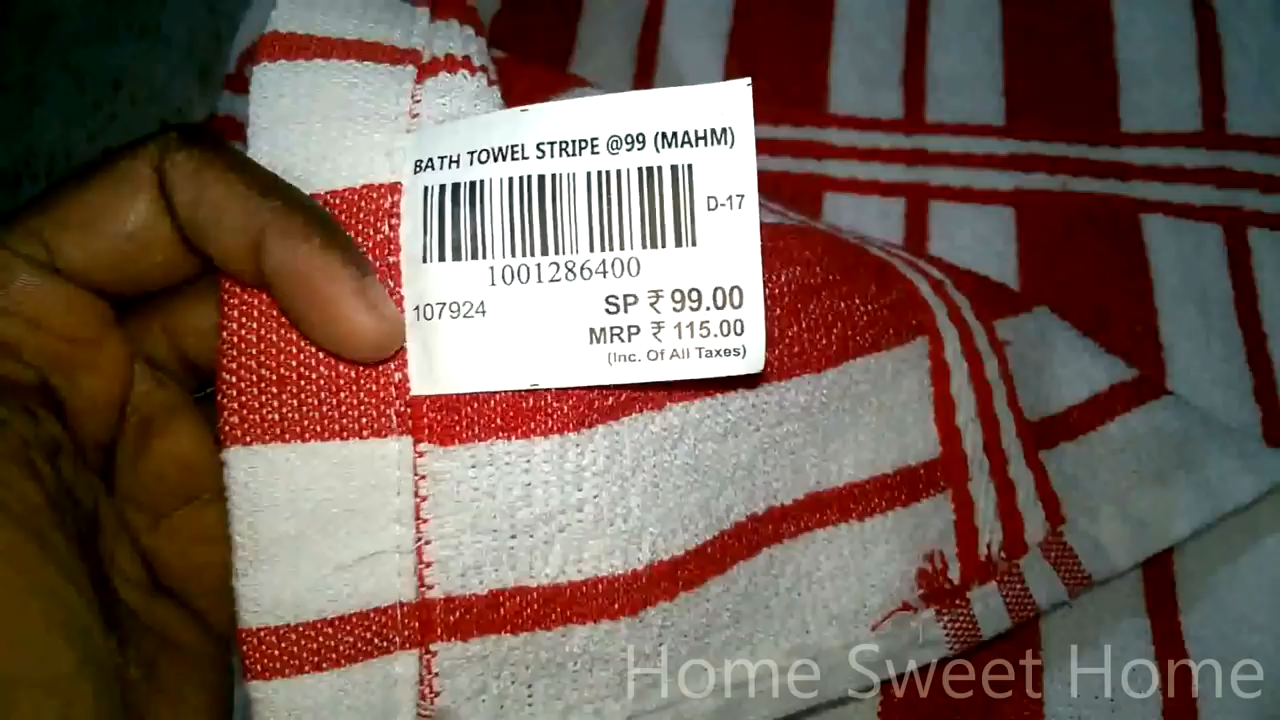 BATH TOWEL STRIPE @99 (MAHM)
D-17
1001286400
107924
SP ₹ 99.00
MRP ₹ 115.00
(Inc. Of All Taxes)
Home Sweet Home